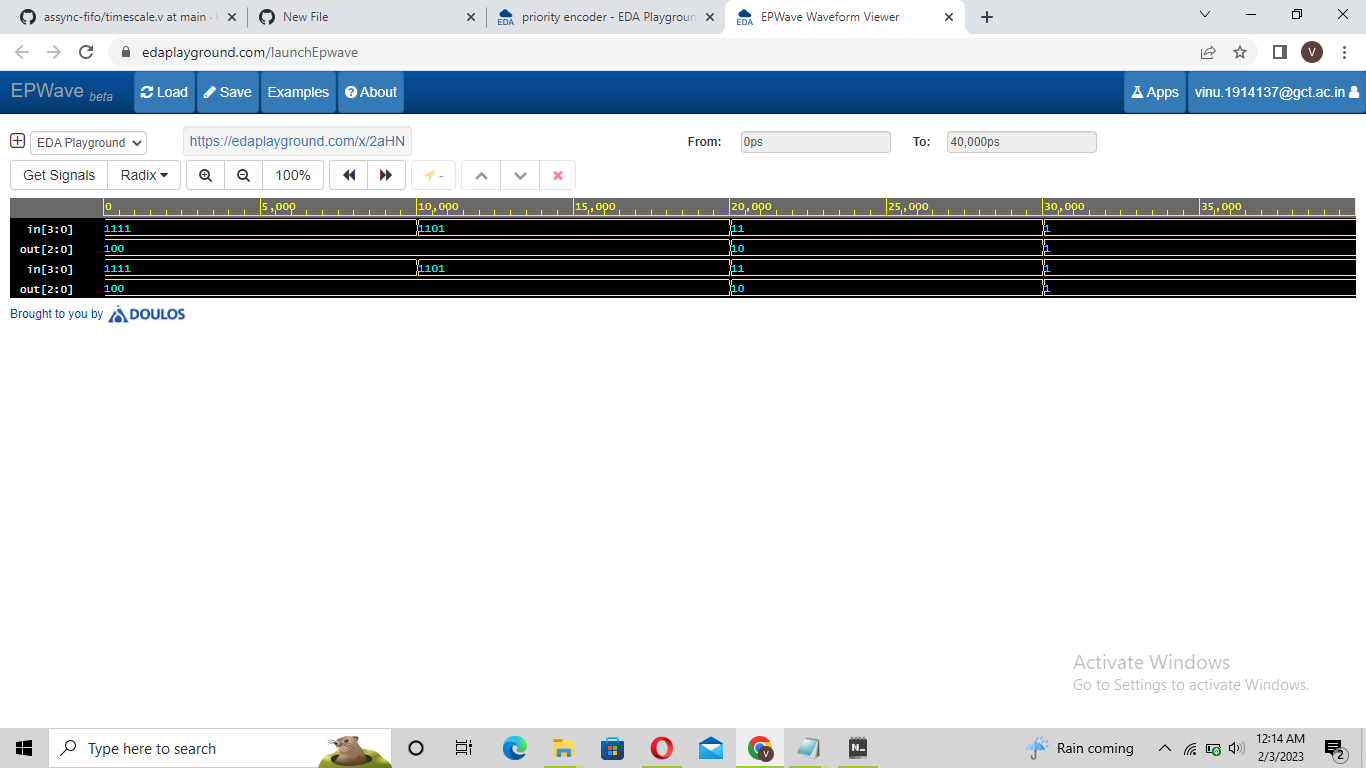 assync-fifo/timescale.v at main · k
New File
EDA
priority encoder - EDA Playgroun
EDA
EPWave Waveform Viewer
edaplayground.com/launchEpwave
V
EPWave beta
Load
Save
Examples
About
Apps
vinu.1914137@gct.ac.in
EDA Playground
https://edaplayground.com/x/2aHN
From:
0ps
To:
40,000ps
Get Signals
Radix
100%
-
0 5,000 10,000 15,000 20,000 25,000 30,000 35,000
in[3:0] 1111 1101 11 1
out[2:0] 100 10 1
in[3:0] 1111 1101 11 1
out[2:0] 100 10 1
Brought to you by DOULOS
Activate Windows
Go to Settings to activate Windows.
Type here to search
V
N
Rain coming
12:14 AM
2/3/2023
2